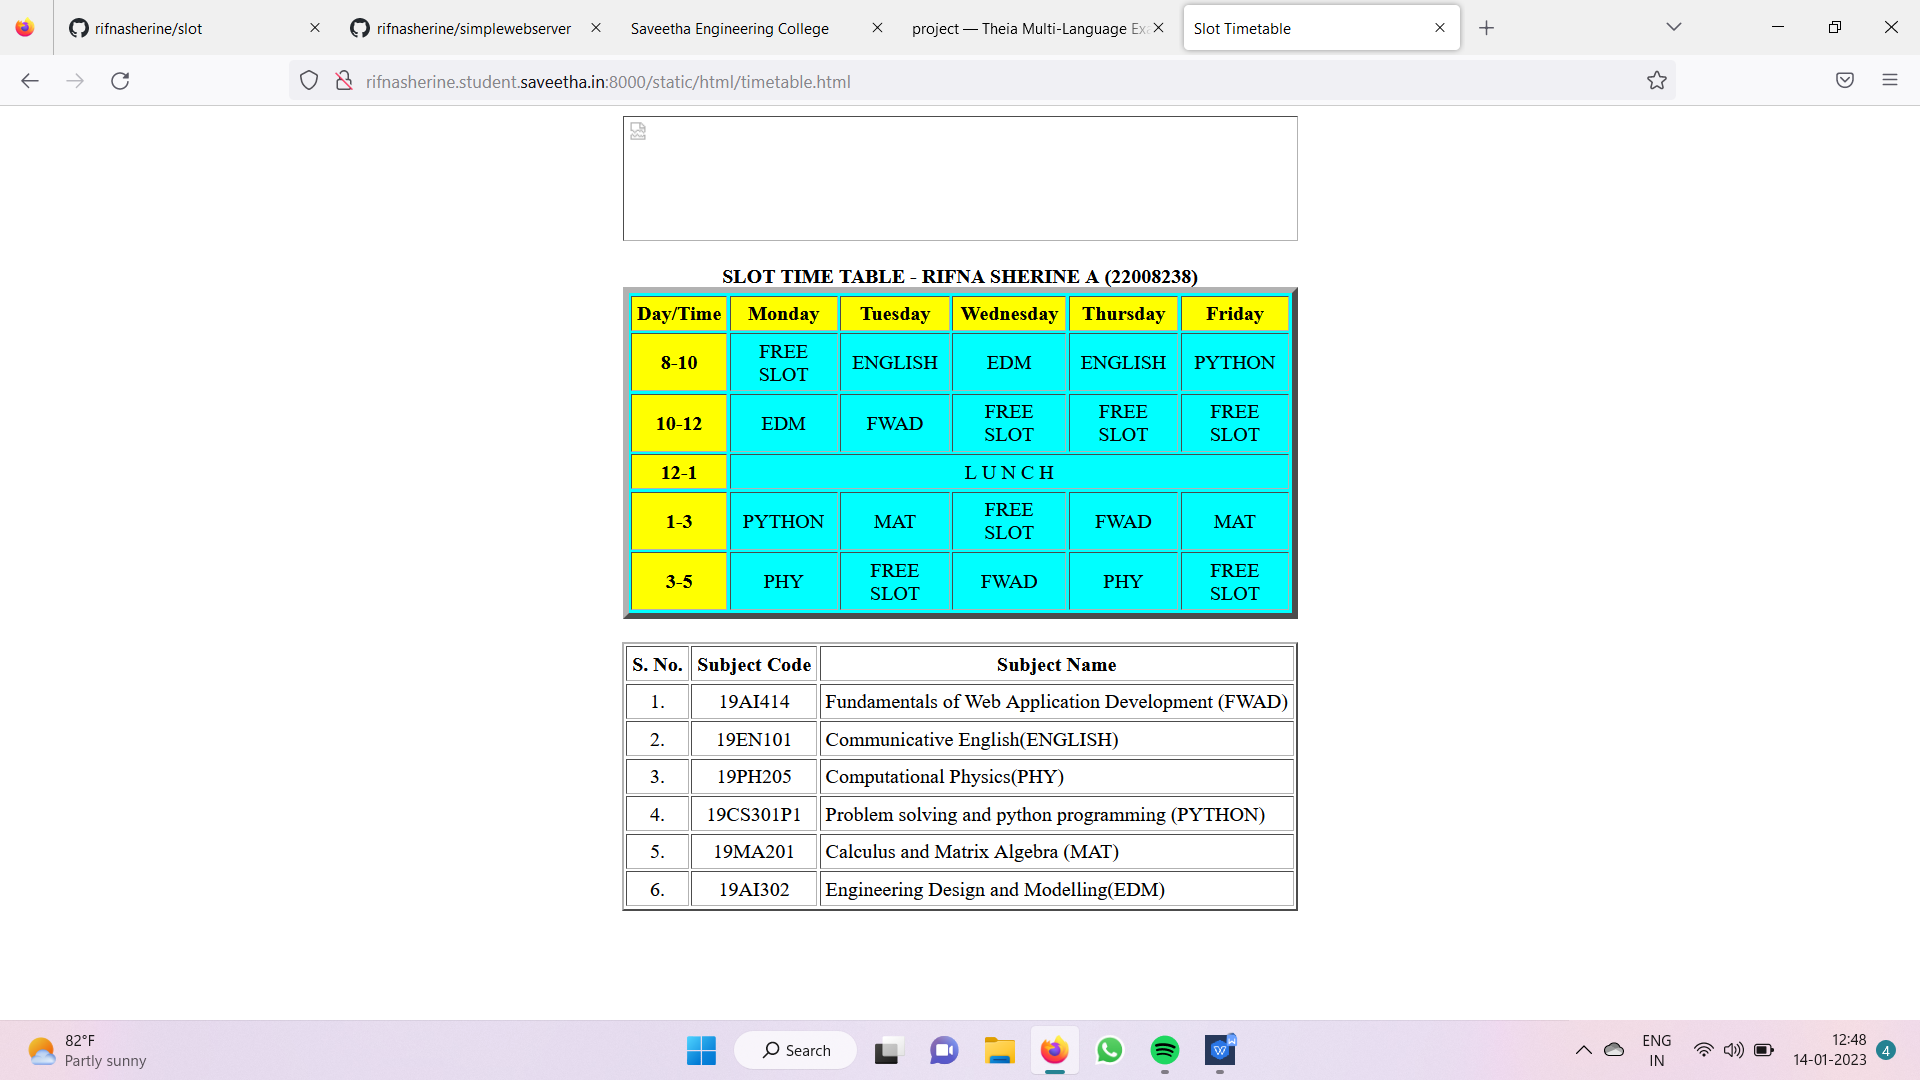 rifnasherine/slot
rifnasherine/simplewebserver
Saveetha Engineering College
project — Theia Multi-Language Ex
Slot Timetable
rifnasherine.student.saveetha.in:8000/static/html/timetable.html
SLOT TIME TABLE - RIFNA SHERINE A (22008238)
Day/Time Monday Tuesday Wednesday Thursday Friday
8-10 FREE SLOT ENGLISH EDM ENGLISH PYTHON
10-12 EDM FWAD FREE SLOT FREE SLOT FREE SLOT
12-1 L U N C H
1-3 PYTHON MAT FREE SLOT FWAD MAT
3-5 PHY FREE SLOT FWAD PHY FREE SLOT
S. No. Subject Code Subject Name
1. 19AI414 Fundamentals of Web Application Development (FWAD)
2. 19EN101 Communicative English(ENGLISH)
3. 19PH205 Computational Physics(PHY)
4. 19CS301P1 Problem solving and python programming (PYTHON)
5. 19MA201 Calculus and Matrix Algebra (MAT)
6. 19AI302 Engineering Design and Modelling(EDM)
82°F
Partly sunny
Search
ENG
IN
12:48
14-01-2023
4